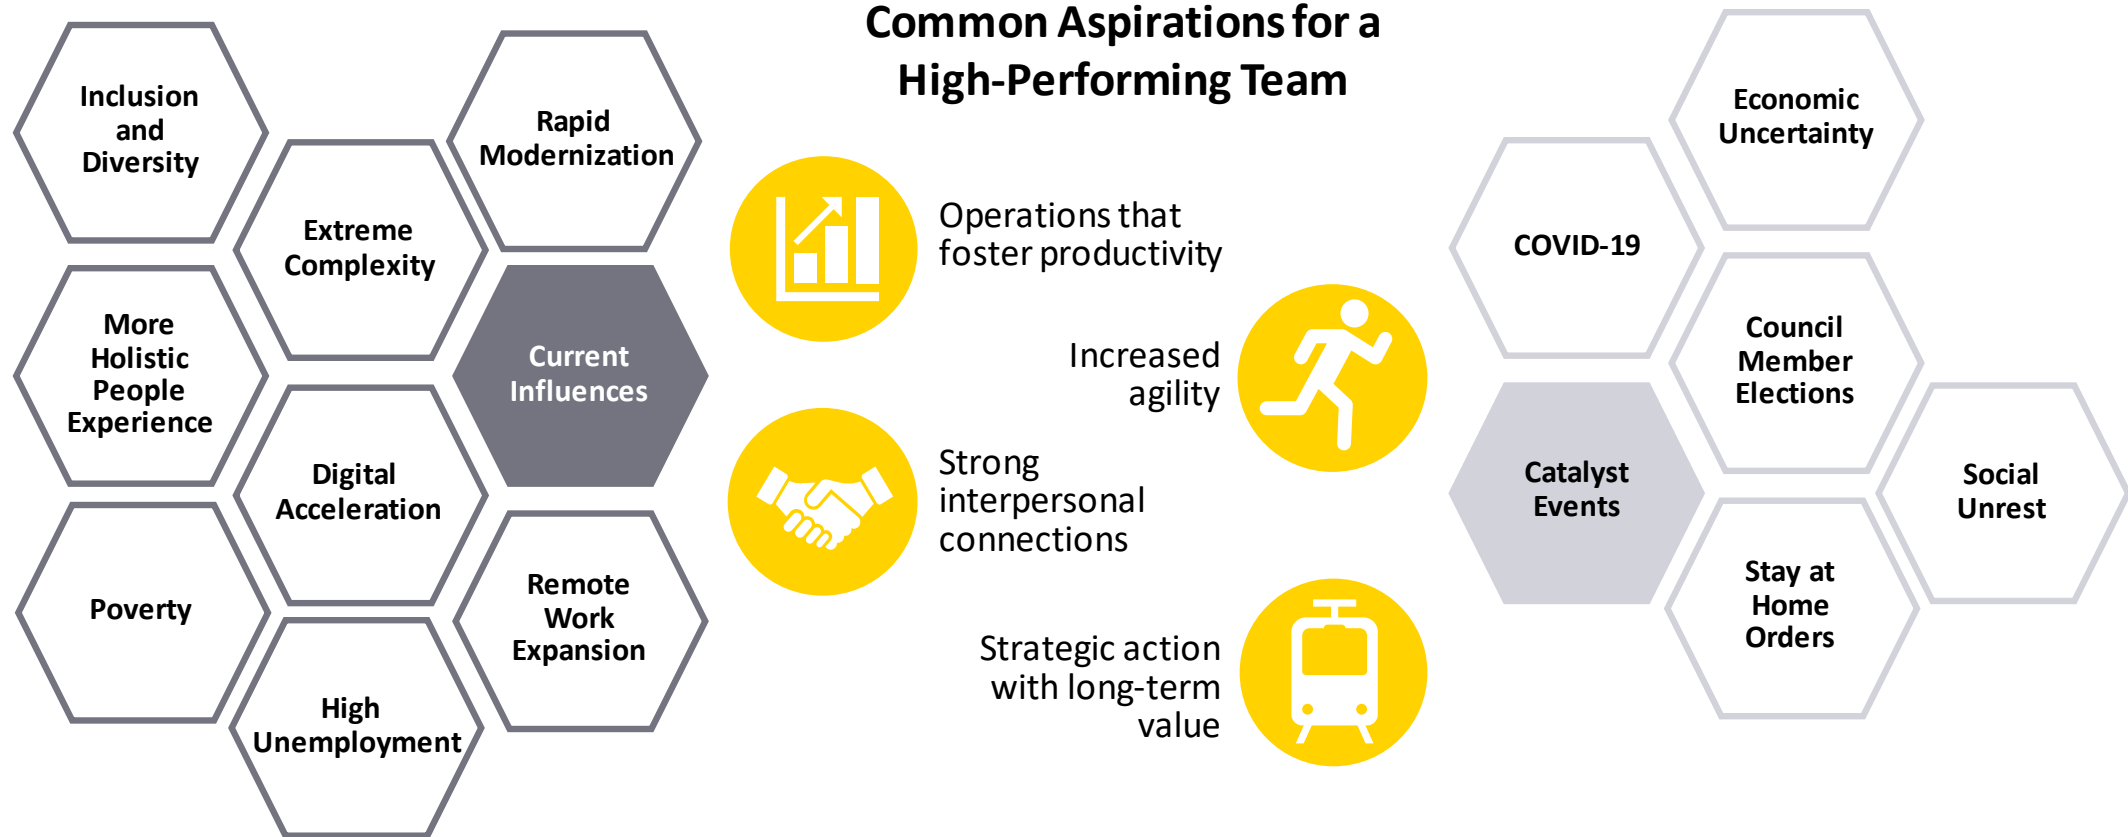 Common Aspirations for a
High-Performing Team
Inclusion
and
Diversity
Rapid
Modernization
Extreme
Complexity
More
Holistic
People
Experience
Current
Influences
Digital
Acceleration
Poverty
Remote
Work
Expansion
High
Unemployment
Operations that
foster productivity
Increased
agility
Strong
interpersonal
connections
Strategic action
with long-term
value
Economic
Uncertainty
COVID-19
Council
Member
Elections
Catalyst
Events
Social
Unrest
Stay at
Home
Orders